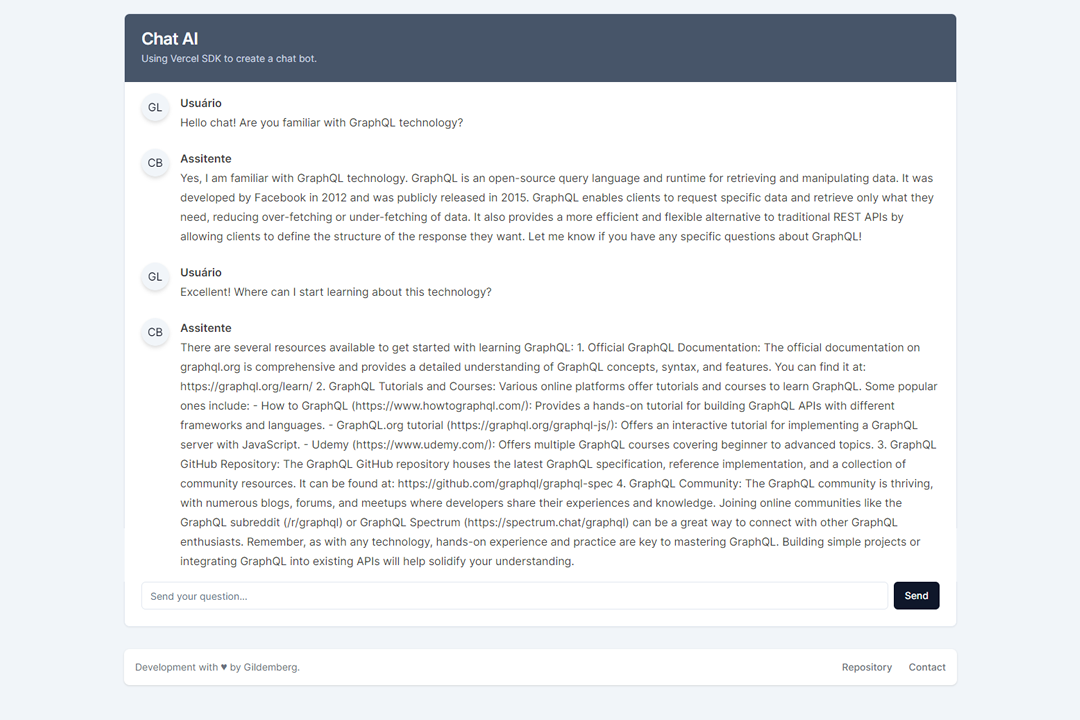 Chat AI
Using Vercel SDK to create a chat bot.
GL
Usuário
Hello chat! Are you familiar with GraphQL technology?
CB
Assitente
Yes, I am familiar with GraphQL technology. GraphQL is an open-source query language and runtime for retrieving and manipulating data. It was
developed by Facebook in 2012 and was publicly released in 2015. GraphQL enables clients to request specific data and retrieve only what they
need, reducing over-fetching or under-fetching of data. It also provides a more efficient and flexible alternative to traditional REST APIs by
allowing clients to define the structure of the response they want. Let me know if you have any specific questions about GraphQL!
GL
Usuário
Excellent! Where can I start learning about this technology?
CB
Assitente
There are several resources available to get started with learning GraphQL: 1. Official GraphQL Documentation: The official documentation on
graphql.org is comprehensive and provides a detailed understanding of GraphQL concepts, syntax, and features. You can find it at:
https://graphql.org/learn/ 2. GraphQL Tutorials and Courses: Various online platforms offer tutorials and courses to learn GraphQL. Some popular
ones include: - How to GraphQL (https://www.howtographql.com/): Provides a hands-on tutorial for building GraphQL APIs with different
frameworks and languages. - GraphQL.org tutorial (https://graphql.org/graphql-js/): Offers an interactive tutorial for implementing a GraphQL
server with JavaScript. - Udemy (https://www.udemy.com/): Offers multiple GraphQL courses covering beginner to advanced topics. 3. GraphQL
GitHub Repository: The GraphQL GitHub repository houses the latest GraphQL specification, reference implementation, and a collection of
community resources. It can be found at: https://github.com/graphql/graphql-spec 4. GraphQL Community: The GraphQL community is thriving,
with numerous blogs, forums, and meetups where developers share their experiences and knowledge. Joining online communities like the
GraphQL subreddit (/r/graphql) or GraphQL Spectrum (https://spectrum.chat/graphql) can be a great way to connect with other GraphQL
enthusiasts. Remember, as with any technology, hands-on experience and practice are key to mastering GraphQL. Building simple projects or
integrating GraphQL into existing APIs will help solidify your understanding.
Send your question...
Send
Development with ♥ by Gildemberg.
Repository
Contact